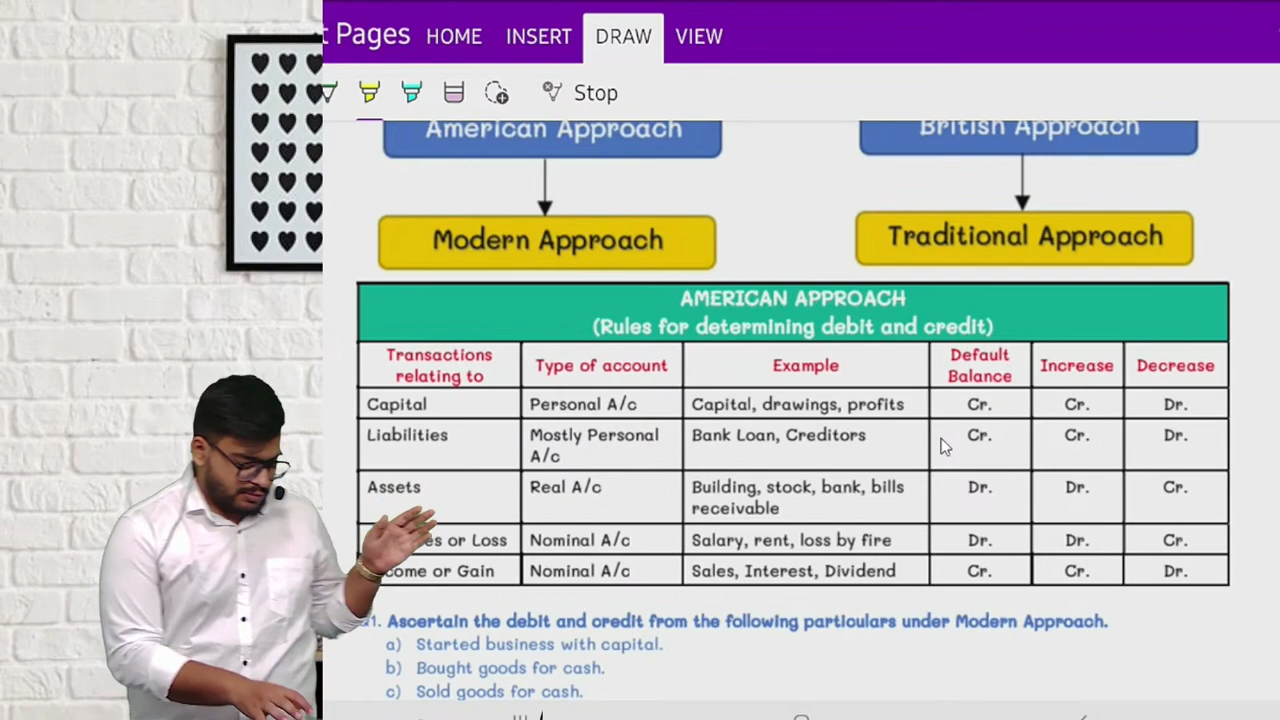 t Pages HOME INSERT DRAW VIEW
Stop
American Approach
British Approach
Modern Approach
Traditional Approach
AMERICAN APPROACH
(Rules for determining debit and credit)
Transactions relating to Type of account Example Default Balance Increase Decrease
Capital Personal A/c Capital, drawings, profits Cr. Cr. Dr.
Liabilities Mostly Personal A/c Bank Loan, Creditors Cr. Cr. Dr.
Assets Real A/c Building, stock, bank, bills receivable Dr. Dr. Cr.
es or Loss Nominal A/c Salary, rent, loss by fire Dr. Dr. Cr.
come or Gain Nominal A/c Sales, Interest, Dividend Cr. Cr. Dr.
1. Ascertain the debit and credit from the following particulars under Modern Approach.
a) Started business with capital.
b) Bought goods for cash.
c) Sold goods for cash.